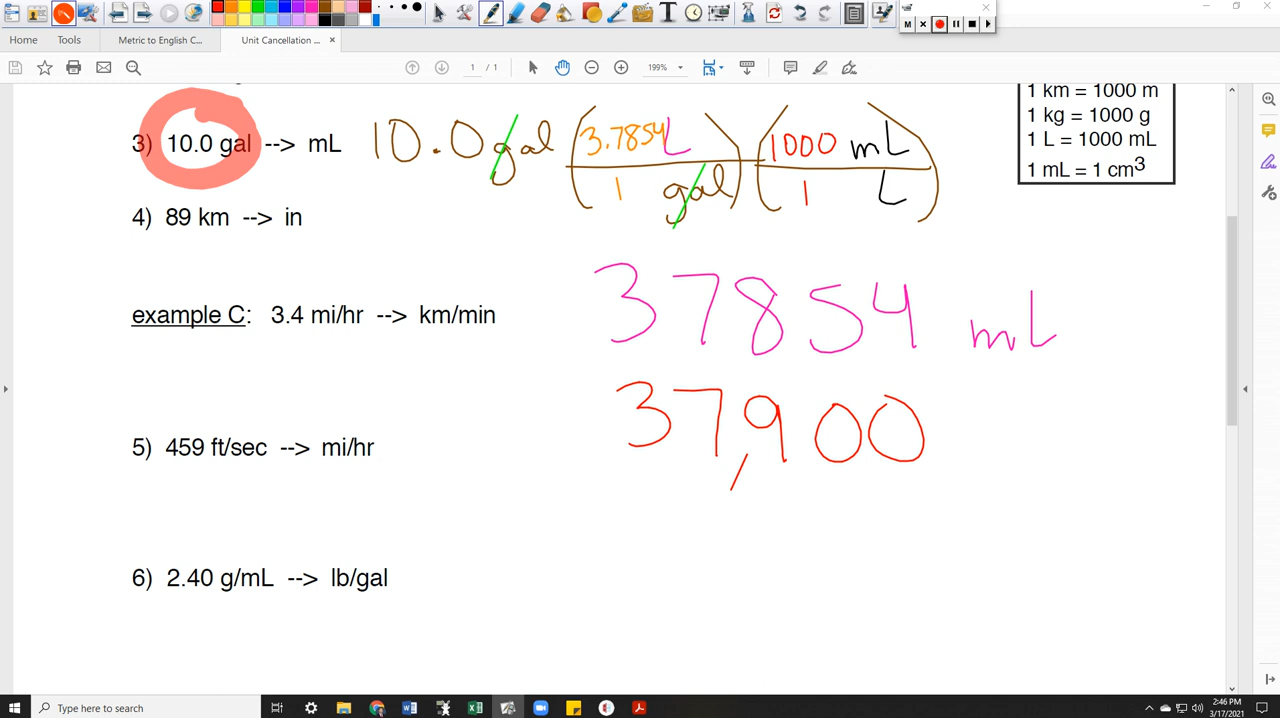 M
Home Tools Metric to English C... Unit Cancellation ... ×
1 / 1 199%
1 km = 1000 m
1 kg = 1000 g
1 L = 1000 mL
1 mL = 1 cm3
3) 10.0 gal --> mL 10.0 gal (3.7854 L / 1 gal) (1000 mL / 1 L)
4) 89 km --> in
37854 mL
example C: 3.4 mi/hr --> km/min
37,900
5) 459 ft/sec --> mi/hr
6) 2.40 g/mL --> lb/gal
Type here to search
2:46 PM
3/17/2021